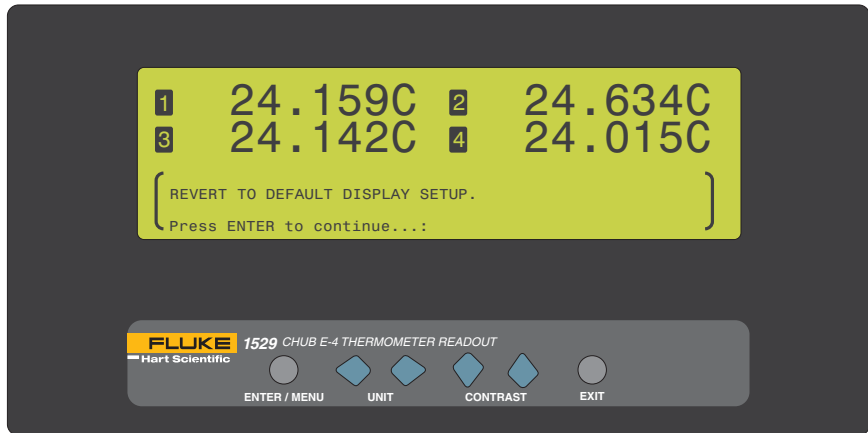 1 24.159C 2 24.634C
3 24.142C 4 24.015C
REVERT TO DEFAULT DISPLAY SETUP.
Press ENTER to continue...:
FLUKE
Hart Scientific
1529 CHUB E-4 THERMOMETER READOUT
ENTER / MENU UNIT CONTRAST EXIT